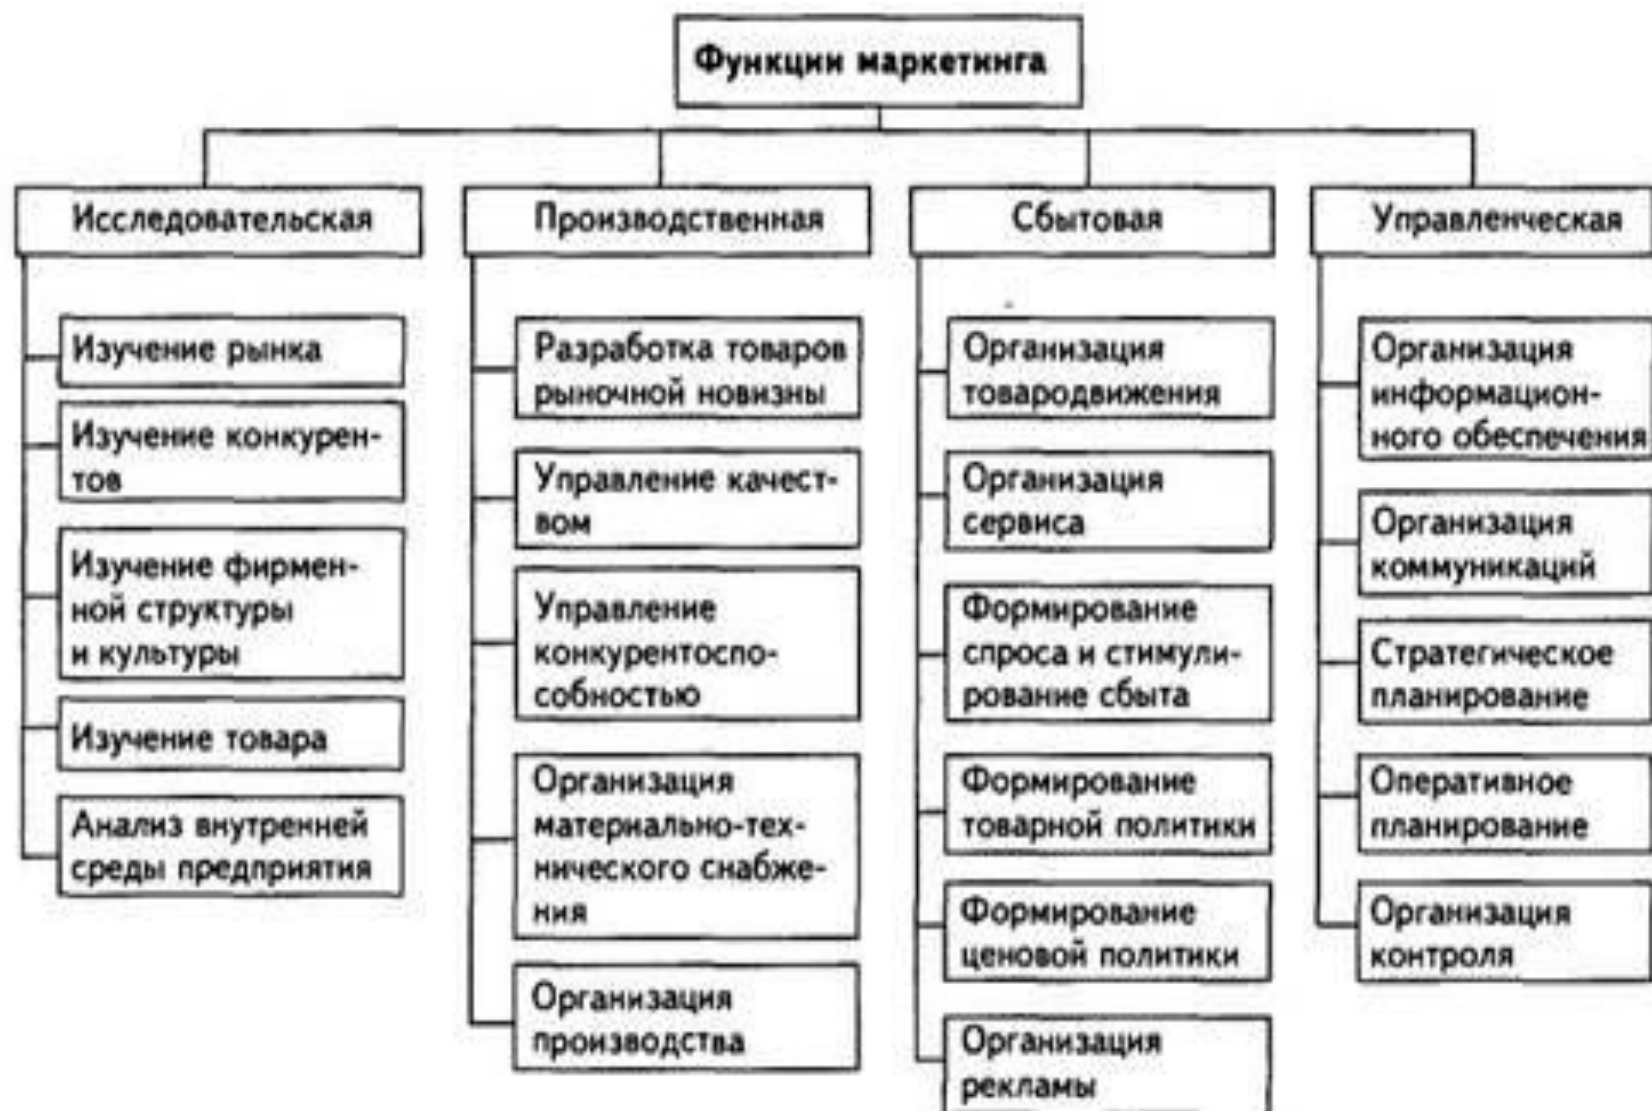 Функции маркетинга
Исследовательская
Изучение рынка
Изучение конкурен-
тов
Изучение фирмен-
ной структуры
и культуры
Изучение товара
Анализ внутренней
среды предприятия
Производственная
Разработка товаров
рыночной новизны
Управление качест-
вом
Управление
конкурентоспо-
собностью
Организация
материально-тех-
нического снабже-
ния
Организация
производства
Сбытовая
Организация
товародвижения
Организация
сервиса
Формирование
спроса и стимули-
рование сбыта
Формирование
товарной политики
Формирование
ценовой политики
Организация
рекламы
Управленческая
Организация
информацион-
ного обеспечения
Организация
коммуникаций
Стратегическое
планирование
Оперативное
планирование
Организация
контроля